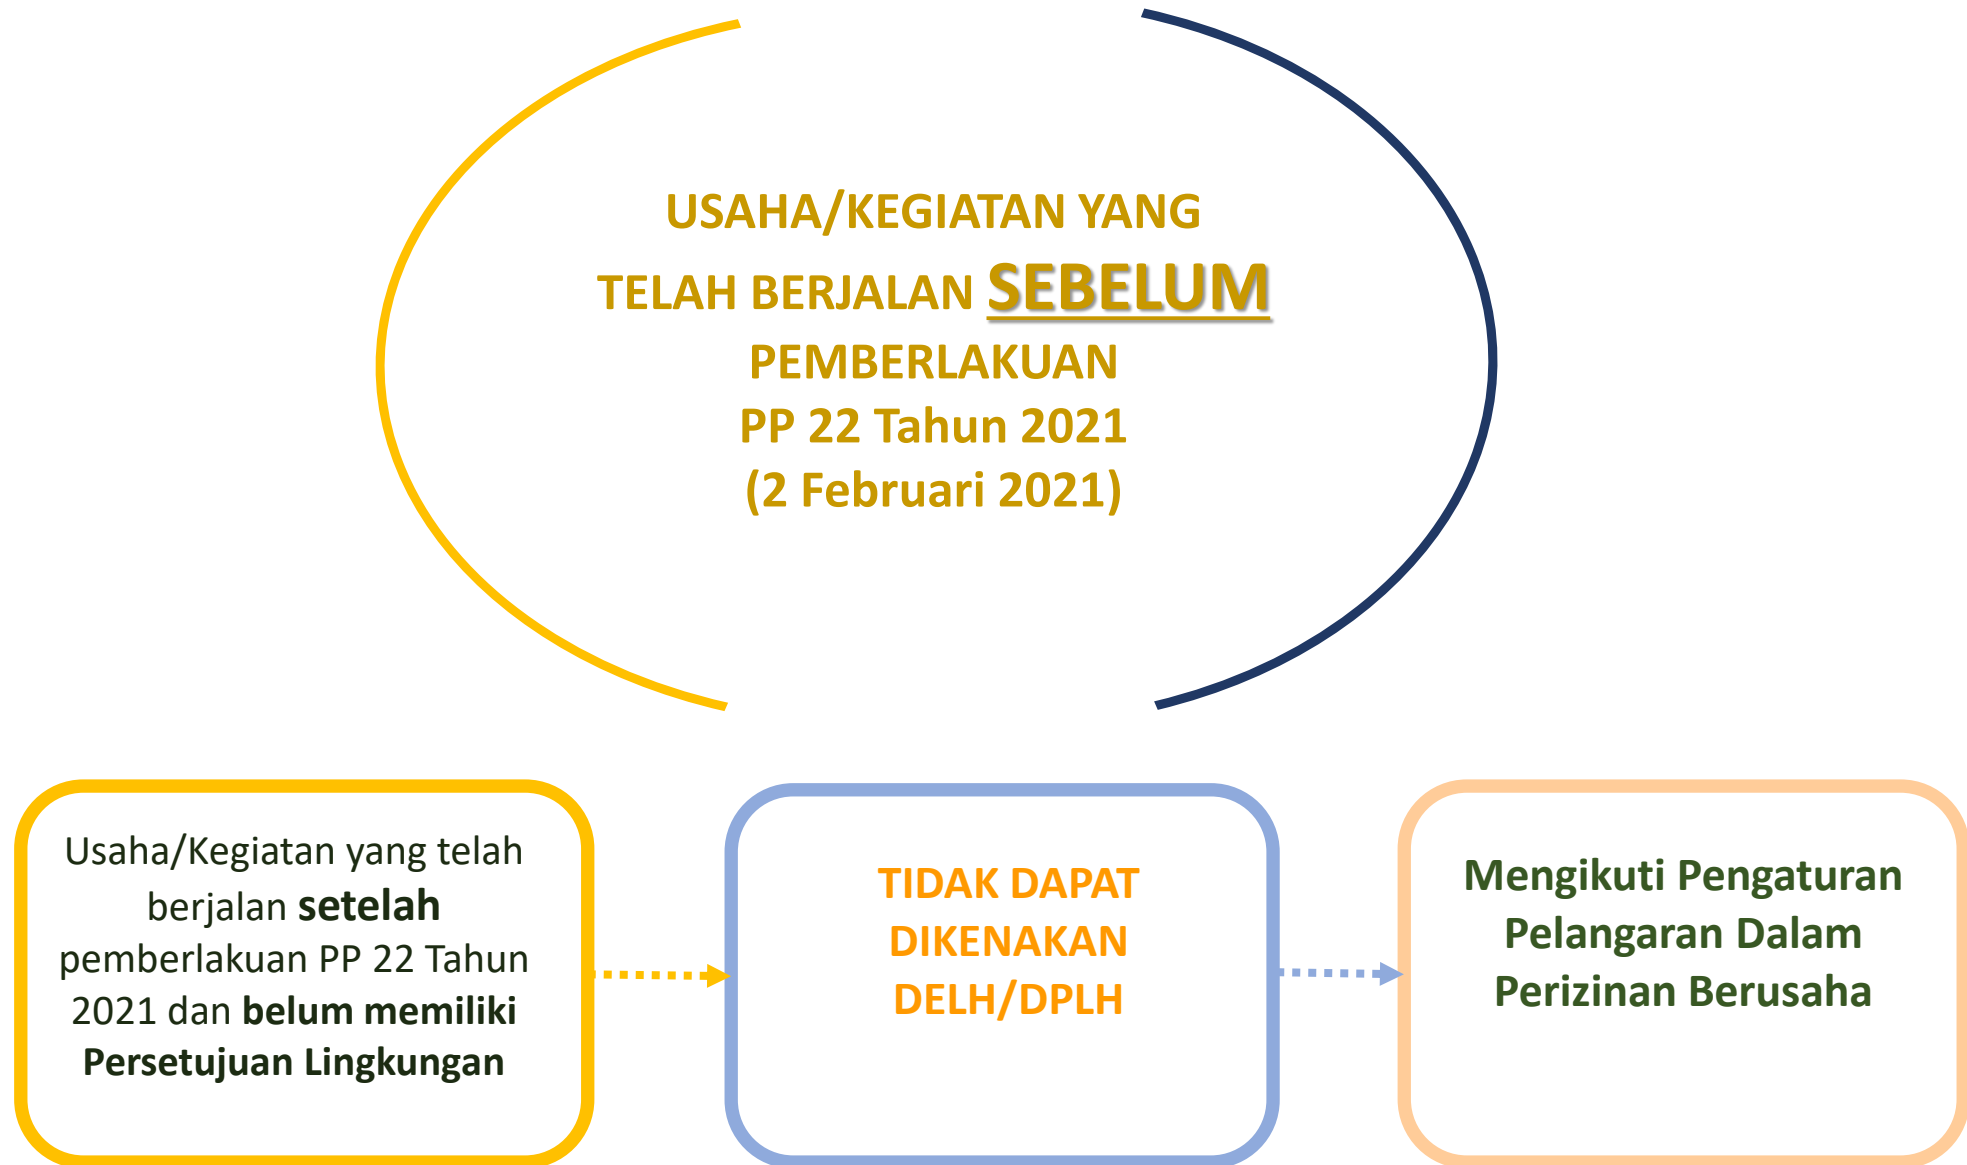 USAHA/KEGIATAN YANG
TELAH BERJALAN SEBELUM
PEMBERLAKUAN
PP 22 Tahun 2021
(2 Februari 2021)
Usaha/Kegiatan yang telah
berjalan setelah
pemberlakuan PP 22 Tahun
2021 dan belum memiliki
Persetujuan Lingkungan
TIDAK DAPAT
DIKENAKAN
DELH/DPLH
Mengikuti Pengaturan
Pelangaran Dalam
Perizinan Berusaha